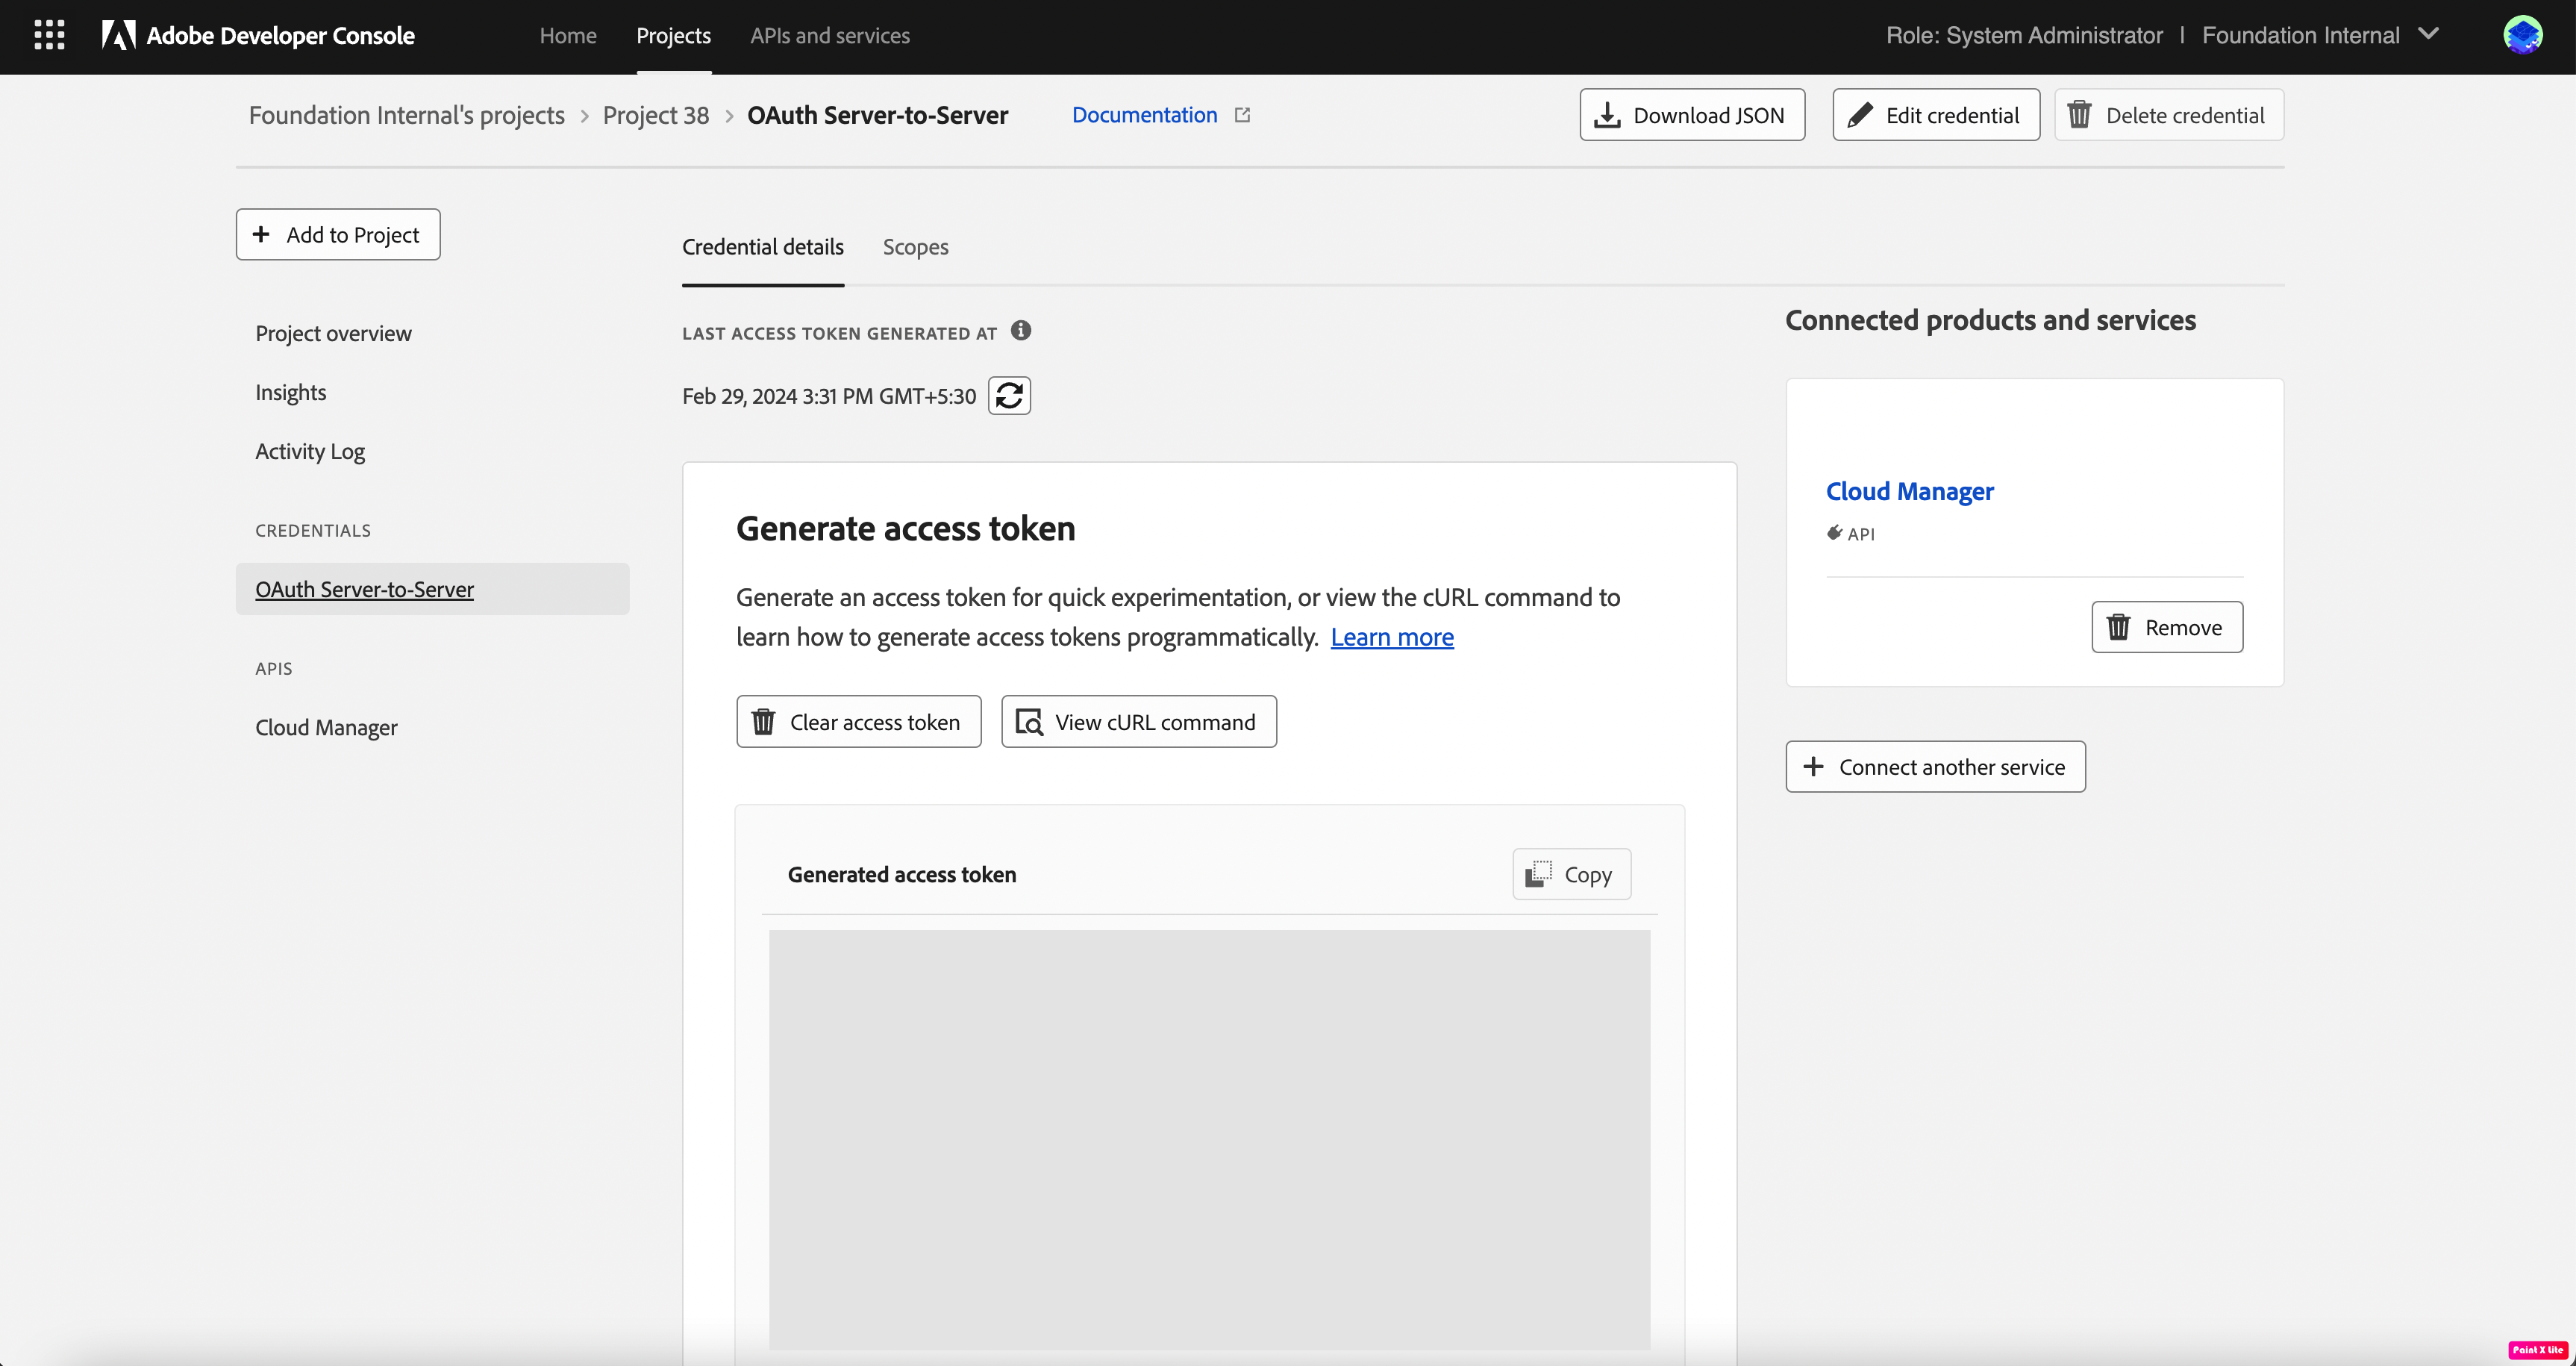 Adobe Developer Console
Home
Projects
APIs and services
Role: System Administrator | Foundation Internal
Foundation Internal's projects > Project 38 > OAuth Server-to-Server
Documentation
Download JSON
Edit credential
Delete credential
+ Add to Project
Project overview
Insights
Activity Log
CREDENTIALS
OAuth Server-to-Server
APIS
Cloud Manager
Credential details
Scopes
LAST ACCESS TOKEN GENERATED AT
Feb 29, 2024 3:31 PM GMT+5:30
Generate access token
Generate an access token for quick experimentation, or view the cURL command to
learn how to generate access tokens programmatically. Learn more
Clear access token
View cURL command
Generated access token
Copy
Connected products and services
Cloud Manager
API
Remove
+ Connect another service
Paint X Lite